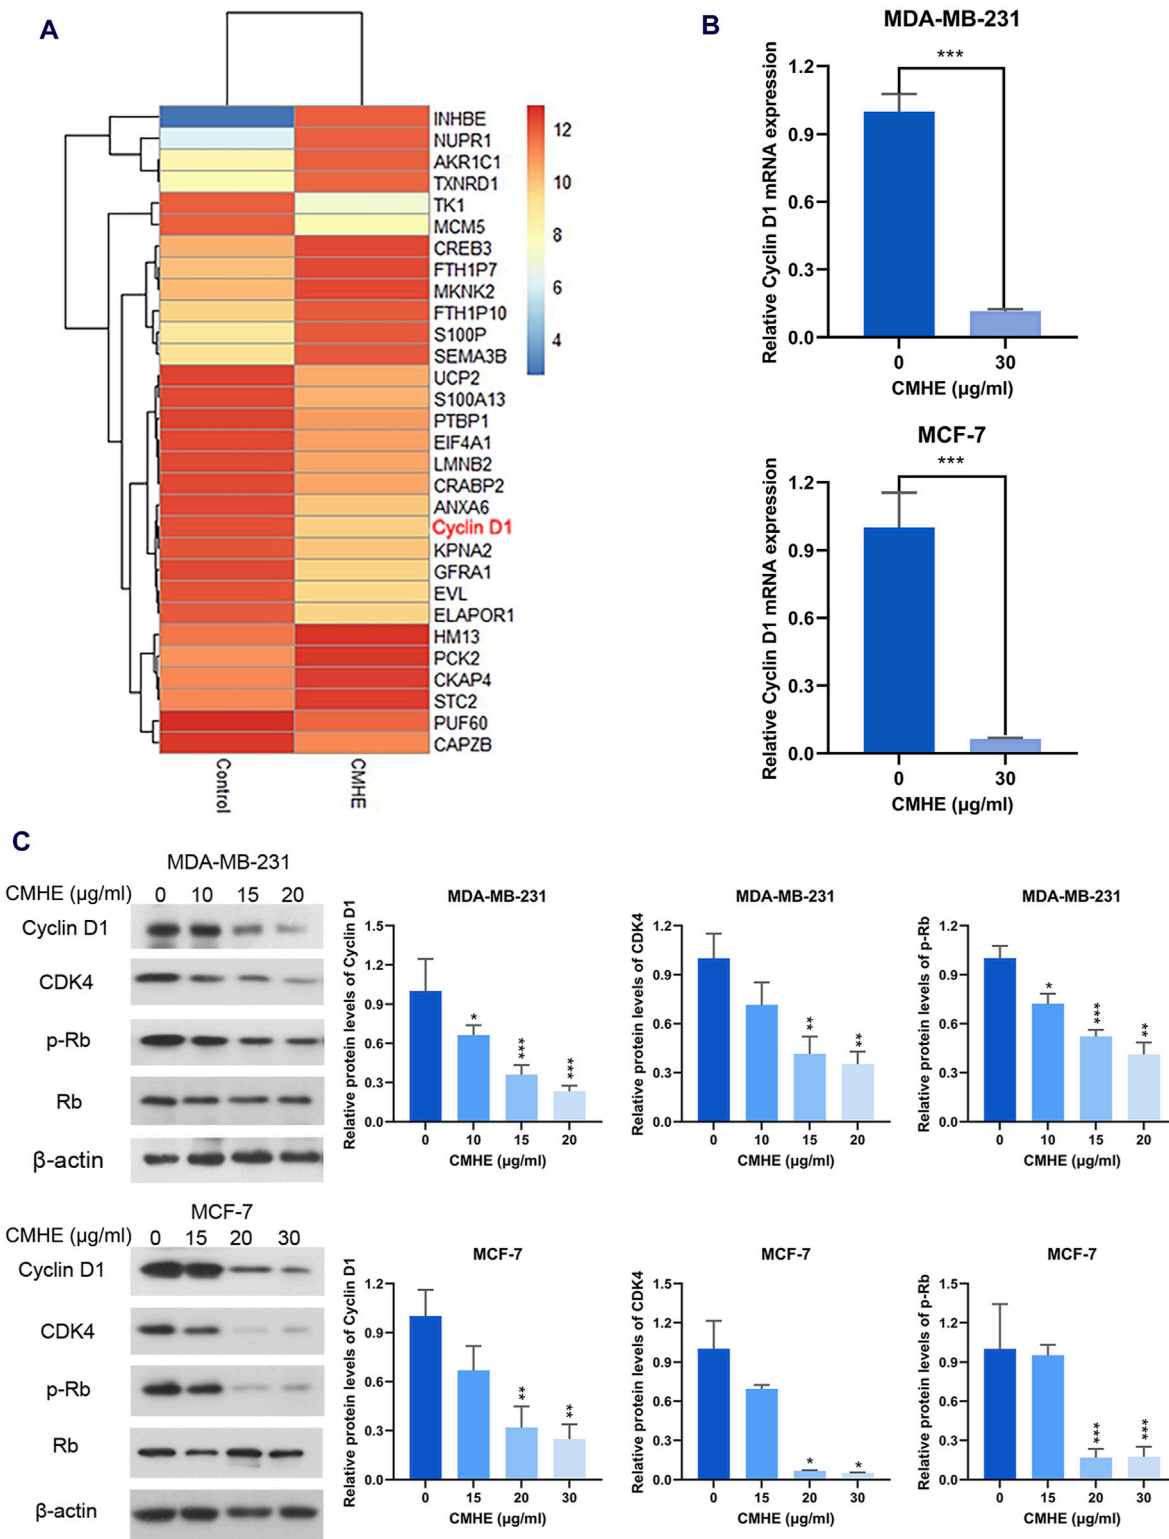 A
INHBE
NUPR1
AKR1C1
TXNRD1
TK1
MCM5
CREB3
FTH1P7
MKNK2
FTH1P10
S100P
SEMA3B
UCP2
S100A13
PTBP1
EIF4A1
LMNB2
CRABP2
ANXA6
Cyclin D1
KPNA2
GFRA1
EVL
ELAPOR1
HM13
PCK2
CKAP4
STC2
PUF60
CAPZB
12
10
8
6
4
Control
CMHE
B
MDA-MB-231
***
Relative Cyclin D1 mRNA expression
1.2
0.9
0.6
0.3
0.0
0 30
CMHE (µg/ml)
MCF-7
***
Relative Cyclin D1 mRNA expression
1.2
0.9
0.6
0.3
0.0
0 30
CMHE (µg/ml)
C
MDA-MB-231
CMHE (µg/ml) 0 10 15 20
Cyclin D1
CDK4
p-Rb
Rb
β-actin
MDA-MB-231
Relative protein levels of Cyclin D1
1.5
1.2
0.9
0.6
0.3
0.0
* *** ***
0 10 15 20
CMHE (µg/ml)
MDA-MB-231
Relative protein levels of CDK4
1.2
0.9
0.6
0.3
0.0
** **
0 10 15 20
CMHE (µg/ml)
MDA-MB-231
Relative protein levels of p-Rb
1.2
0.9
0.6
0.3
0.0
* *** **
0 10 15 20
CMHE (µg/ml)
MCF-7
CMHE (µg/ml) 0 15 20 30
Cyclin D1
CDK4
p-Rb
Rb
β-actin
MCF-7
Relative protein levels of Cyclin D1
1.2
0.9
0.6
0.3
0.0
** **
0 15 20 30
CMHE (µg/ml)
MCF-7
Relative protein levels of CDK4
1.5
1.2
0.9
0.6
0.3
0.0
* *
0 15 20 30
CMHE (µg/ml)
MCF-7
Relative protein levels of p-Rb
1.5
1.2
0.9
0.6
0.3
0.0
*** ***
0 15 20 30
CMHE (µg/ml)